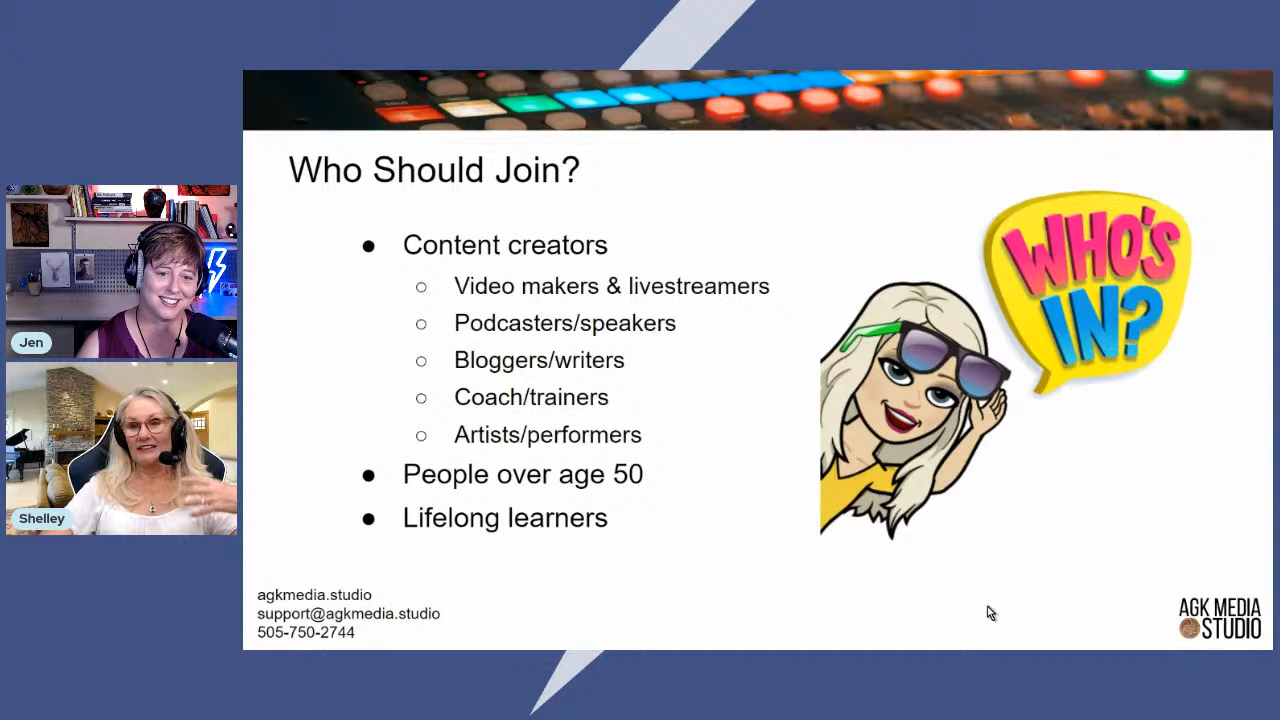 Who Should Join?
● Content creators
○ Video makers & livestreamers
○ Podcasters/speakers
○ Bloggers/writers
○ Coach/trainers
○ Artists/performers
● People over age 50
● Lifelong learners
WHO'S
IN?
Jen
Shelley
agkmedia.studio
support@agkmedia.studio
505-750-2744
AGK MEDIA
STUDIO